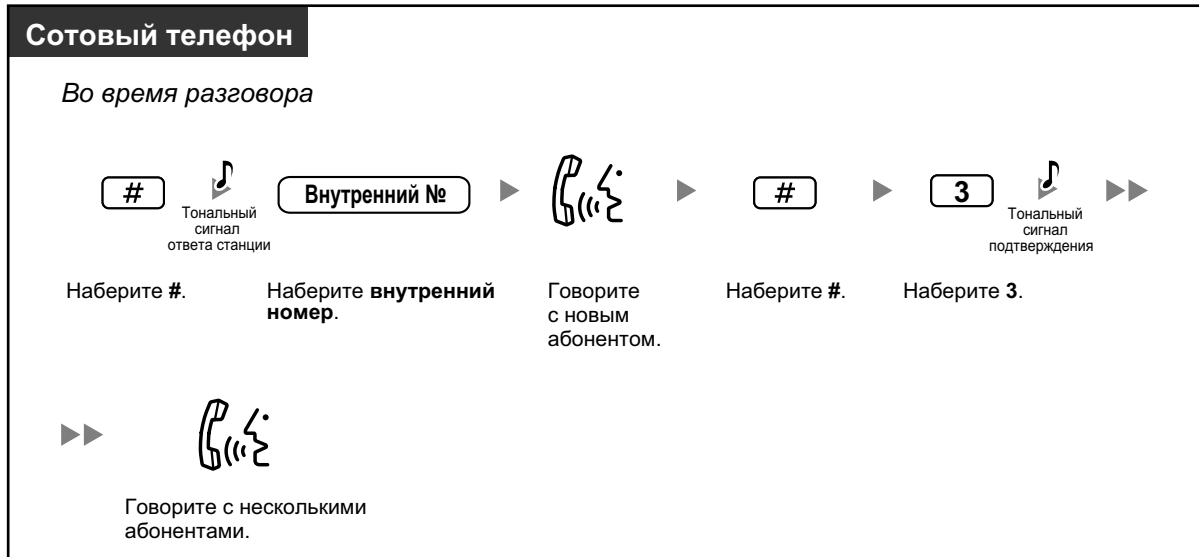 Сотовый телефон
Во время разговора
#
Тональный
сигнал
ответа станции
Внутренний №
#
3
Тональный
сигнал
подтверждения
Наберите #.
Наберите внутренний
номер.
Говорите
с новым
абонентом.
Наберите #.
Наберите 3.
Говорите с несколькими
абонентами.